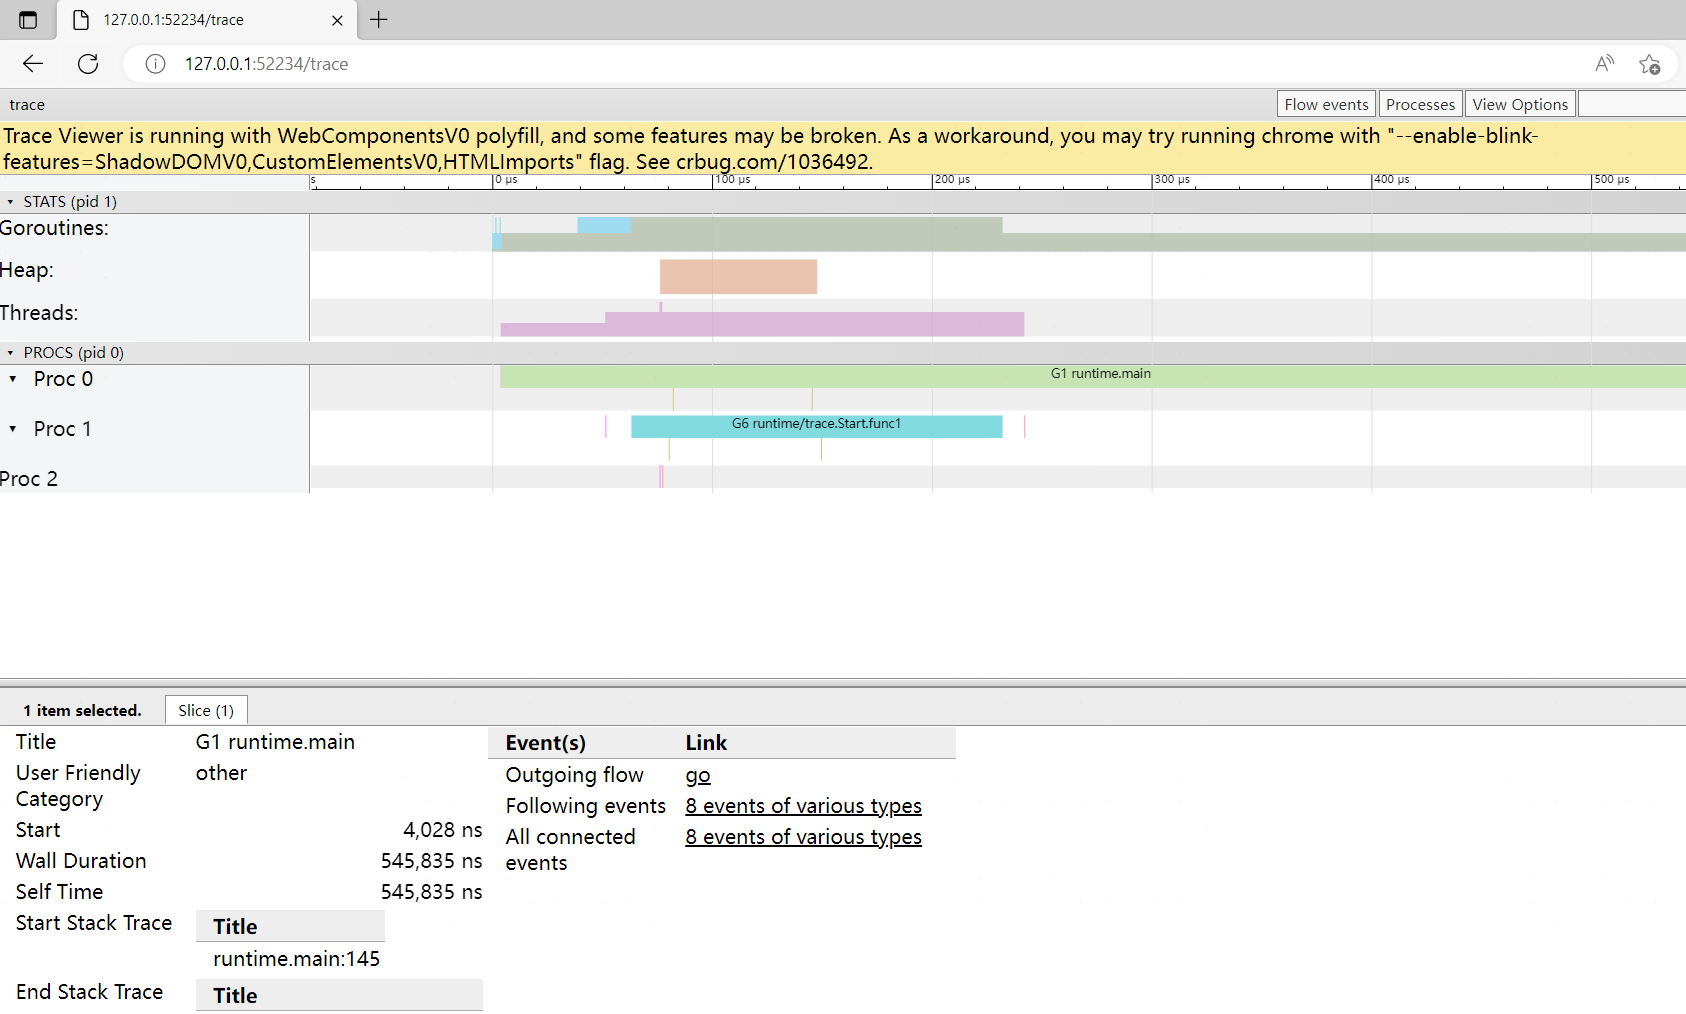 127.0.0.1:52234/trace
127.0.0.1:52234/trace
trace
Flow events
Processes
View Options
Trace Viewer is running with WebComponentsV0 polyfill, and some features may be broken. As a workaround, you may try running chrome with "--enable-blink-
features=ShadowDOMV0,CustomElementsV0,HTMLImports" flag. See crbug.com/1036492.
s
0 µs
100 µs
200 µs
300 µs
400 µs
500 µs
STATS (pid 1)
Goroutines:
Heap:
Threads:
PROCS (pid 0)
Proc 0
G1 runtime.main
Proc 1
G6 runtime/trace.Start.func1
Proc 2
1 item selected.
Slice (1)
Title
G1 runtime.main
User Friendly
Category
other
Start
4,028 ns
Wall Duration
545,835 ns
Self Time
545,835 ns
Start Stack Trace
Title
runtime.main:145
End Stack Trace
Title
Event(s)
Link
Outgoing flow
go
Following events
8 events of various types
All connected
events
8 events of various types